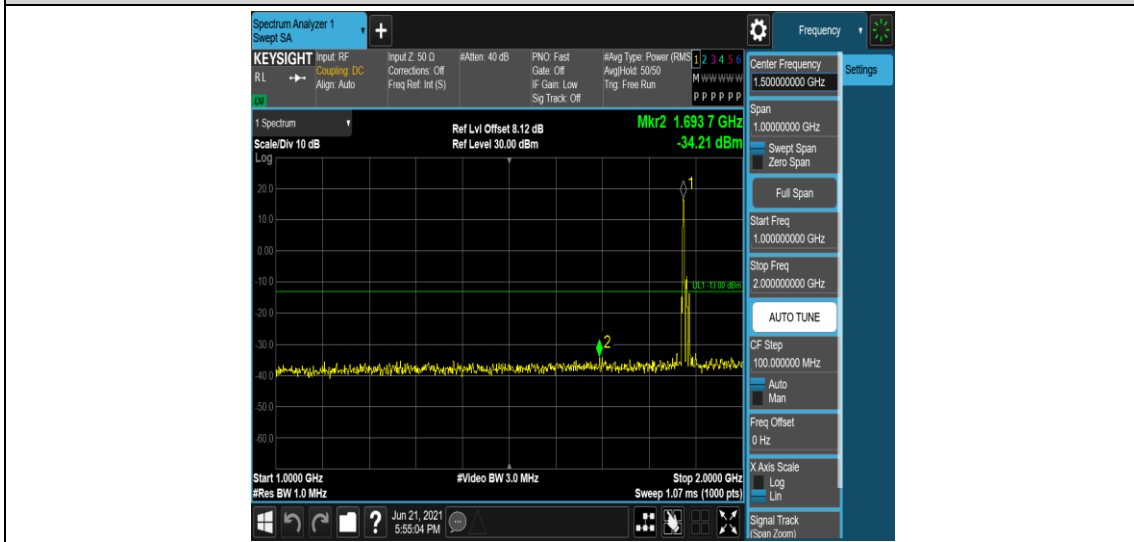 Spectrum Analyzer 1
Swept SA
+
Frequency
KEYSIGHT
RL
Input: RF
Coupling: DC
Align: Auto
Input Z: 50 Ω
Corrections: Off
Freq Ref: Int (S)
#Atten: 40 dB
PNO: Fast
Gate: Off
IF Gain: Low
Sig Track: Off
#Avg Type: Power (RMS
Avg|Hold: 50/50
Trig: Free Run
1 2 3 4 5 6
M W W W W W
P P P P P P
1 Spectrum
Scale/Div 10 dB
Ref Lvl Offset 8.12 dB
Ref Level 30.00 dBm
Mkr2 1.693 7 GHz
-34.21 dBm
Log
20.0
10.0
0.00
-10.0
-20.0
-30.0
-40.0
-50.0
-60.0
1
DL1 -13.00 dBm
2
Start 1.0000 GHz
#Res BW 1.0 MHz
#Video BW 3.0 MHz
Stop 2.0000 GHz
Sweep 1.07 ms (1000 pts)
Center Frequency
1.500000000 GHz
Settings
Span
1.00000000 GHz
Swept Span
Zero Span
Full Span
Start Freq
1.000000000 GHz
Stop Freq
2.000000000 GHz
AUTO TUNE
CF Step
100.000000 MHz
Auto
Man
Freq Offset
0 Hz
X Axis Scale
Log
Lin
Signal Track
(Span Zoom)
?
Jun 21, 2021
5:55:04 PM